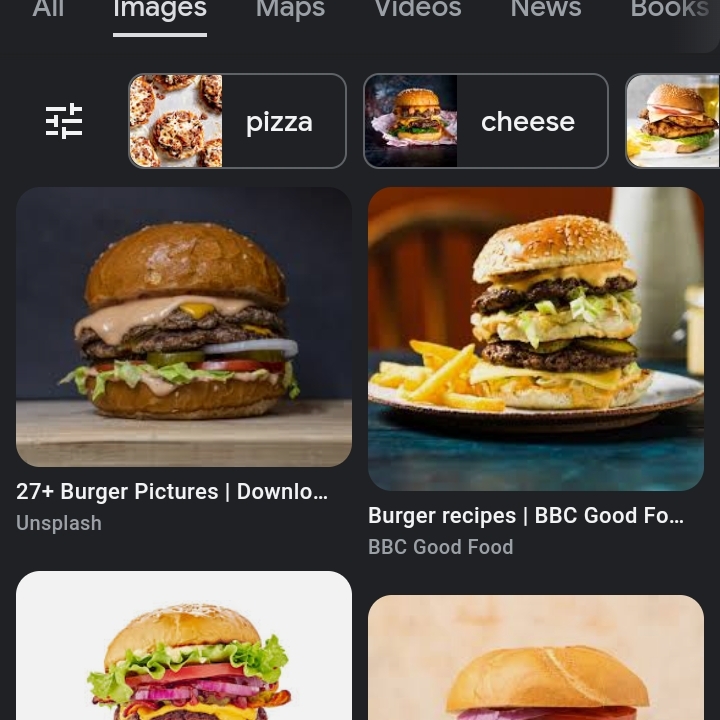 All Images Maps Videos News Books
pizza cheese
27+ Burger Pictures | Downlo...
Unsplash
Burger recipes | BBC Good Fo...
BBC Good Food